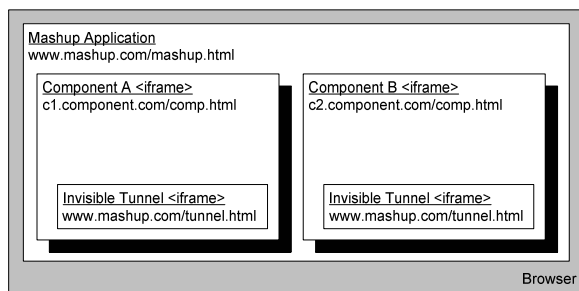 Mashup Application
www.mashup.com/mashup.html
Component A <iframe>
c1.component.com/comp.html
Invisible Tunnel <iframe>
www.mashup.com/tunnel.html
Component B <iframe>
c2.component.com/comp.html
Invisible Tunnel <iframe>
www.mashup.com/tunnel.html
Browser